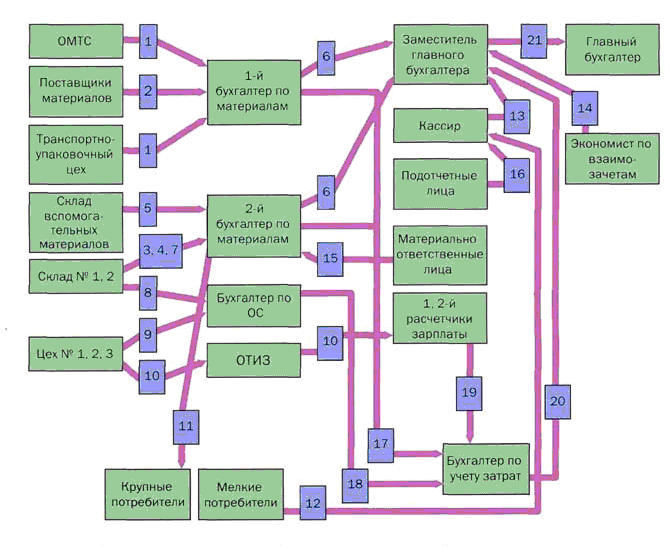 ОМТС
1
Поставщики
материалов
2
Транспортно-
упаковочный
цех
1
1-й
бухгалтер по
материалам
6
Заместитель
главного
бухгалтера
21
Главный
бухгалтер
13
14
Кассир
Экономист по
взаимо-
зачетам
16
Подотчетные
лица
Склад
вспомога-
тельных
материалов
5
2-й
бухгалтер по
материалам
6
Материально
ответственные
лица
15
Склад № 1, 2
3, 4, 7
8
Бухгалтер по
ОС
1, 2-й
расчетчики
зарплаты
9
Цех № 1, 2, 3
10
ОТИЗ
10
19
20
11
17
18
Бухгалтер по
учету затрат
Крупные
потребители
Мелкие
потребители
12